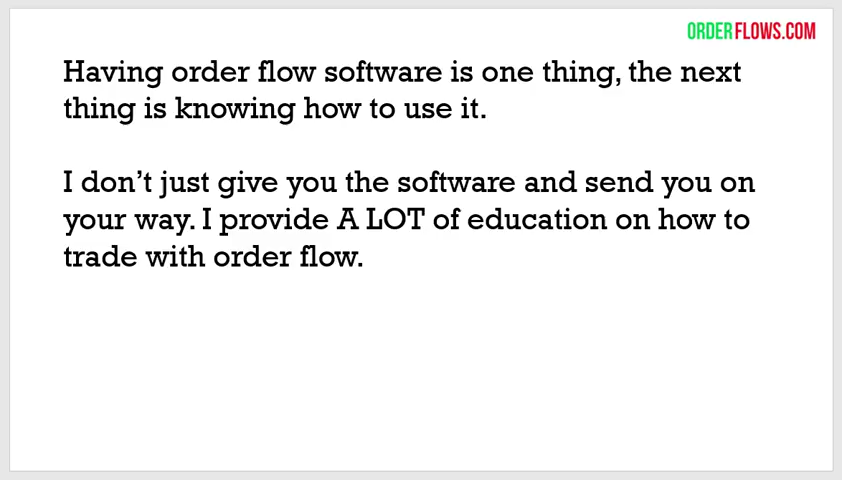 ORDERFLOWS.COM
Having order flow software is one thing, the next
thing is knowing how to use it.
I don’t just give you the software and send you on
your way. I provide A LOT of education on how to
trade with order flow.